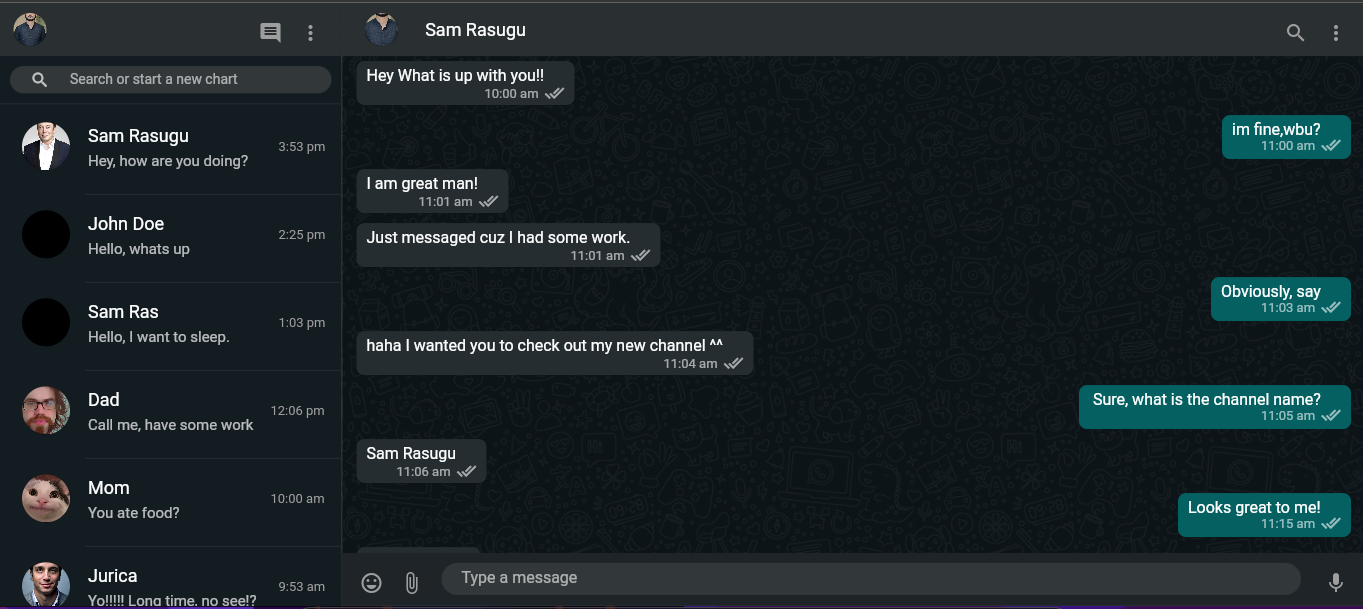 Search or start a new chart
Sam Rasugu
3:53 pm
Hey, how are you doing?
John Doe
2:25 pm
Hello, whats up
Sam Ras
1:03 pm
Hello, I want to sleep.
Dad
12:06 pm
Call me, have some work
Mom
10:00 am
You ate food?
Jurica
9:53 am
Yo!!!!! Long time, no see!?
Sam Rasugu
Hey What is up with you!!
10:00 am
im fine,wbu?
11:00 am
I am great man!
11:01 am
Just messaged cuz I had some work.
11:01 am
Obviously, say
11:03 am
haha I wanted you to check out my new channel ^^
11:04 am
Sure, what is the channel name?
11:05 am
Sam Rasugu
11:06 am
Looks great to me!
11:15 am
Type a message